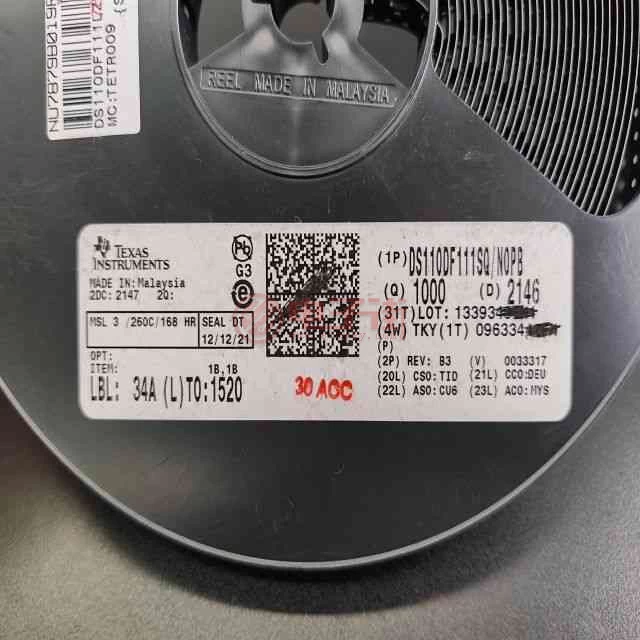 DS110DF111
MC:1TETR009
REEL MADE IN MALAYSIA
TEXAS
INSTRUMENTS
MADE IN: Malaysia
2DC: 2147 2Q:
Pb
G3
MSL 3 /260C/168 HR
SEAL DT
12/12/21
OPT:
ITEM: 1B,1B
LBL: 34A (L)TO:1520
30 AOC
(1P)DS110DF111SQ/NOPB
(Q) 1000 (D) 2146
(31T)LOT: 13393
(4W) TKY(1T) 096334
(P)
(2P) REV: B3 (V) 0033317
(20L) CSO:TID (21L) CCO:DEU
(22L) ASO:CU6 (23L) ACO:MYS